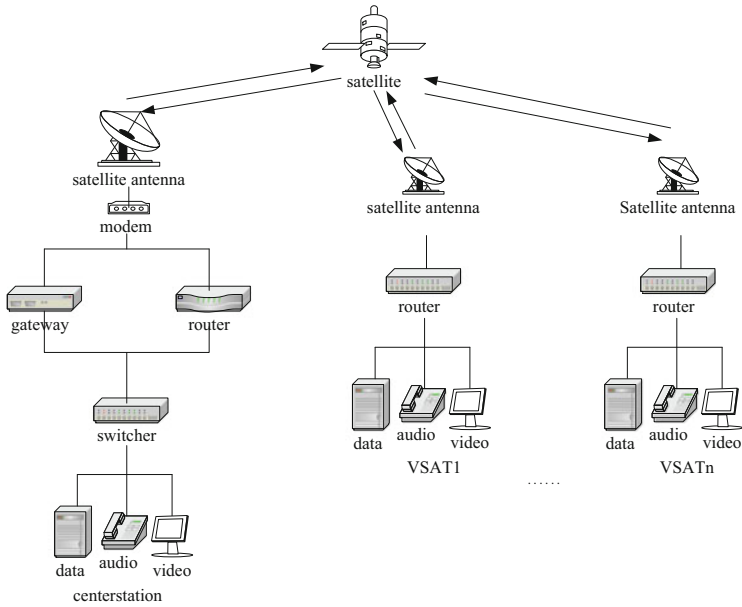 satellite
satellite antenna
satellite antenna
Satellite antenna
modem
gateway
router
router
router
switcher
data
audio
video
VSAT1
data
audio
video
VSATn
......
data
audio
video
centerstation